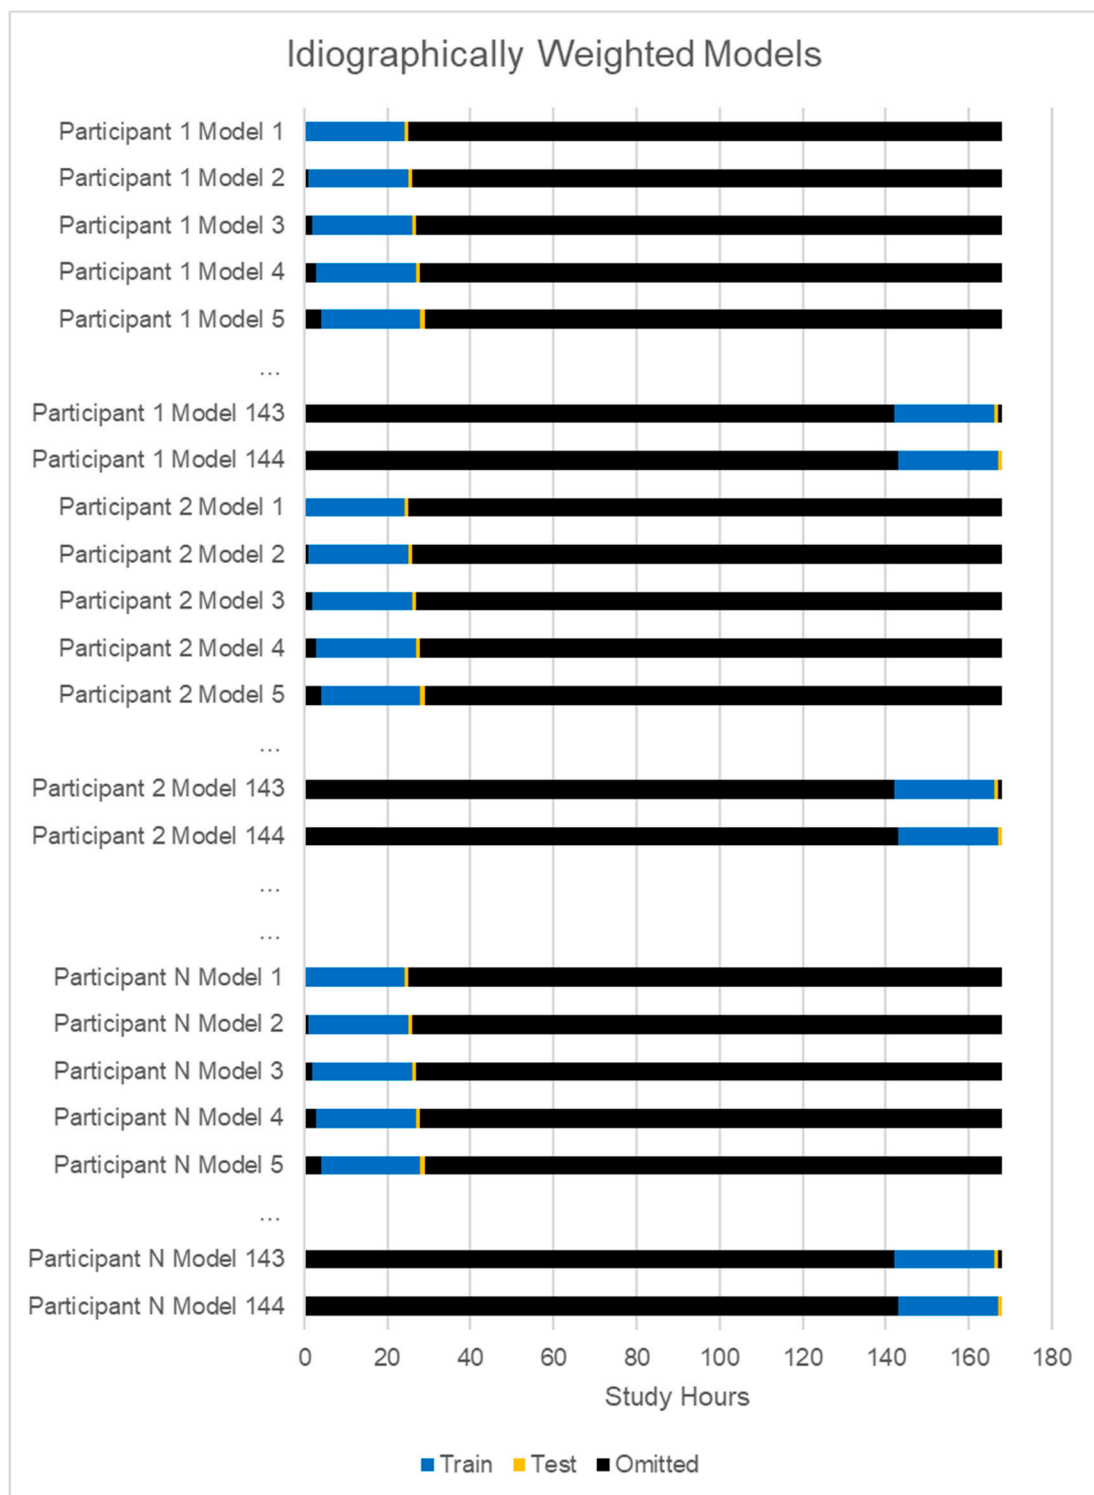 Idiographically Weighted Models
Participant 1 Model 1
Participant 1 Model 2
Participant 1 Model 3
Participant 1 Model 4
Participant 1 Model 5
...
Participant 1 Model 143
Participant 1 Model 144
Participant 2 Model 1
Participant 2 Model 2
Participant 2 Model 3
Participant 2 Model 4
Participant 2 Model 5
...
Participant 2 Model 143
Participant 2 Model 144
...
...
Participant N Model 1
Participant N Model 2
Participant N Model 3
Participant N Model 4
Participant N Model 5
...
Participant N Model 143
Participant N Model 144
0 20 40 60 80 100 120 140 160 180
Study Hours
Train Test Omitted